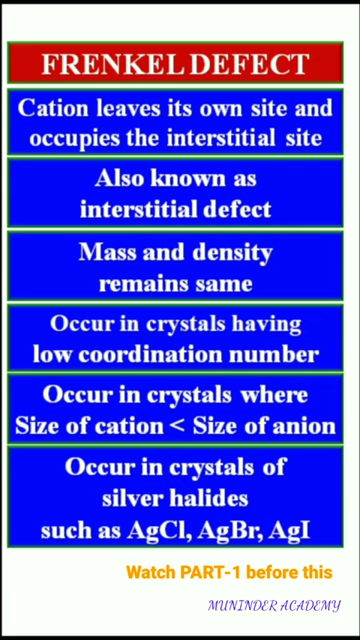 FRENKEL DEFECT
Cation leaves its own site and
occupies the interstitial site
Also known as
interstitial defect
Mass and density
remains same
Occur in crystals having
low coordination number
Occur in crystals where
Size of cation < Size of anion
Occur in crystals of
silver halides
such as AgCl, AgBr, AgI
Watch PART-1 before this
MUNINDER ACADEMY